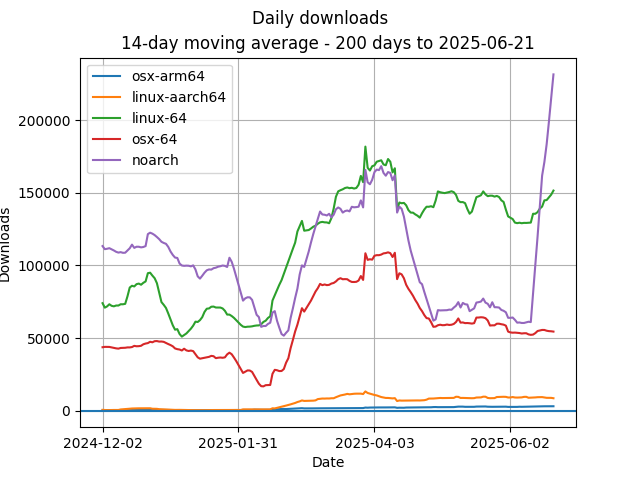 Daily downloads
14-day moving average - 200 days to 2025-06-21
osx-arm64
linux-aarch64
linux-64
osx-64
noarch
200000
150000
100000
50000
0
Downloads
2024-12-02 2025-01-31 2025-04-03 2025-06-02
Date